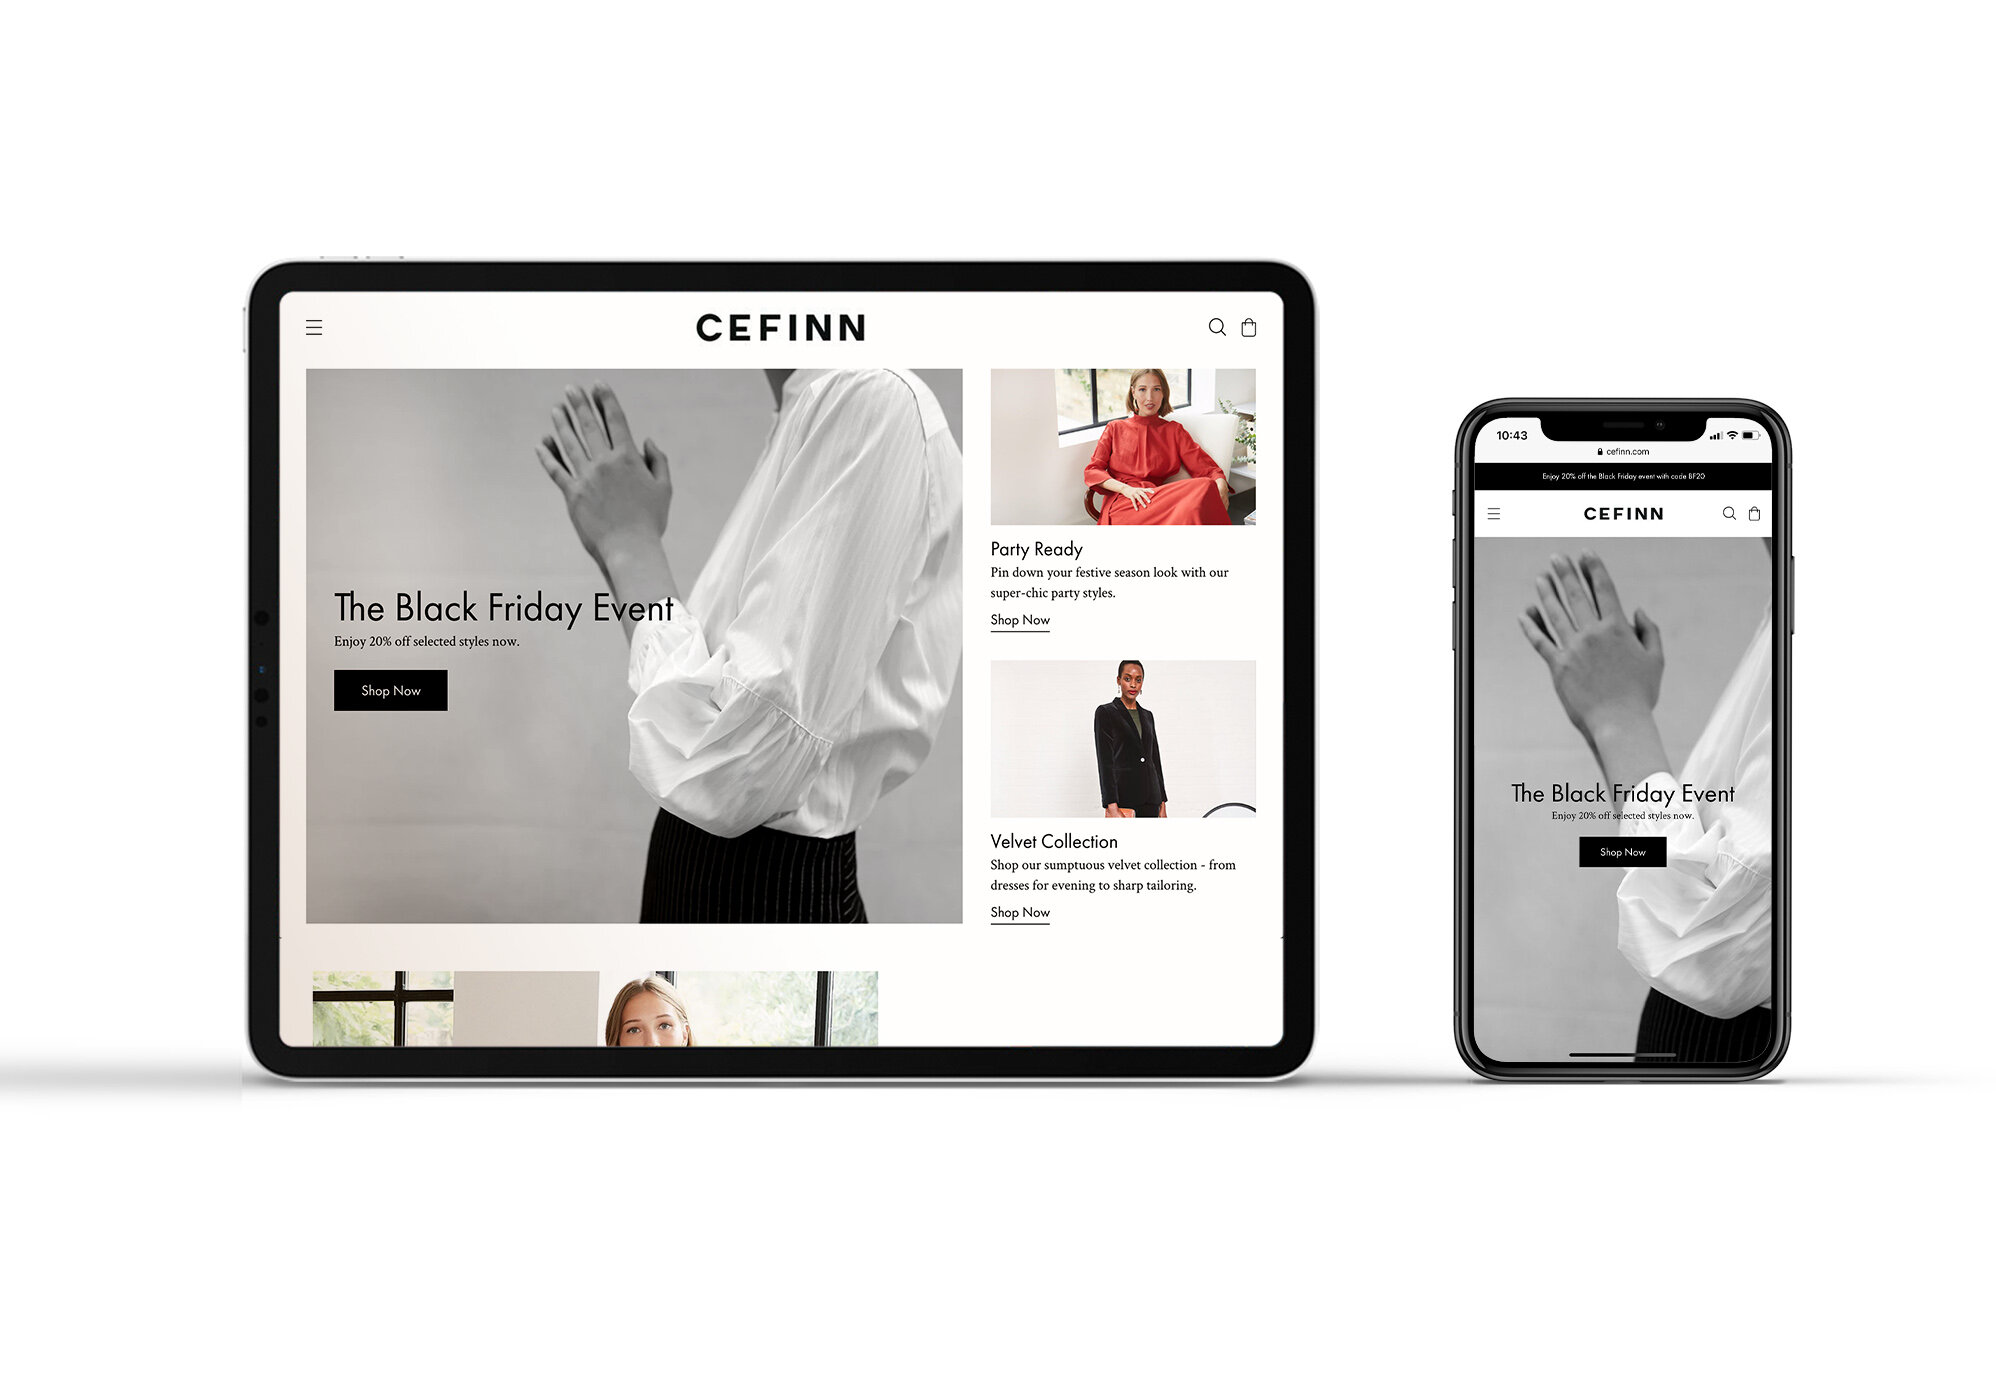 CEFINN
The Black Friday Event
Enjoy 20% off selected styles now.
Shop Now
Party Ready
Pin down your festive season look with our
super-chic party styles.
Shop Now
Velvet Collection
Shop our sumptuous velvet collection - from
dresses for evening to sharp tailoring.
Shop Now
10:43
cefinn.com
Enjoy 20% off the Black Friday event with code BF20
CEFINN
The Black Friday Event
Enjoy 20% off selected styles now.
Shop Now